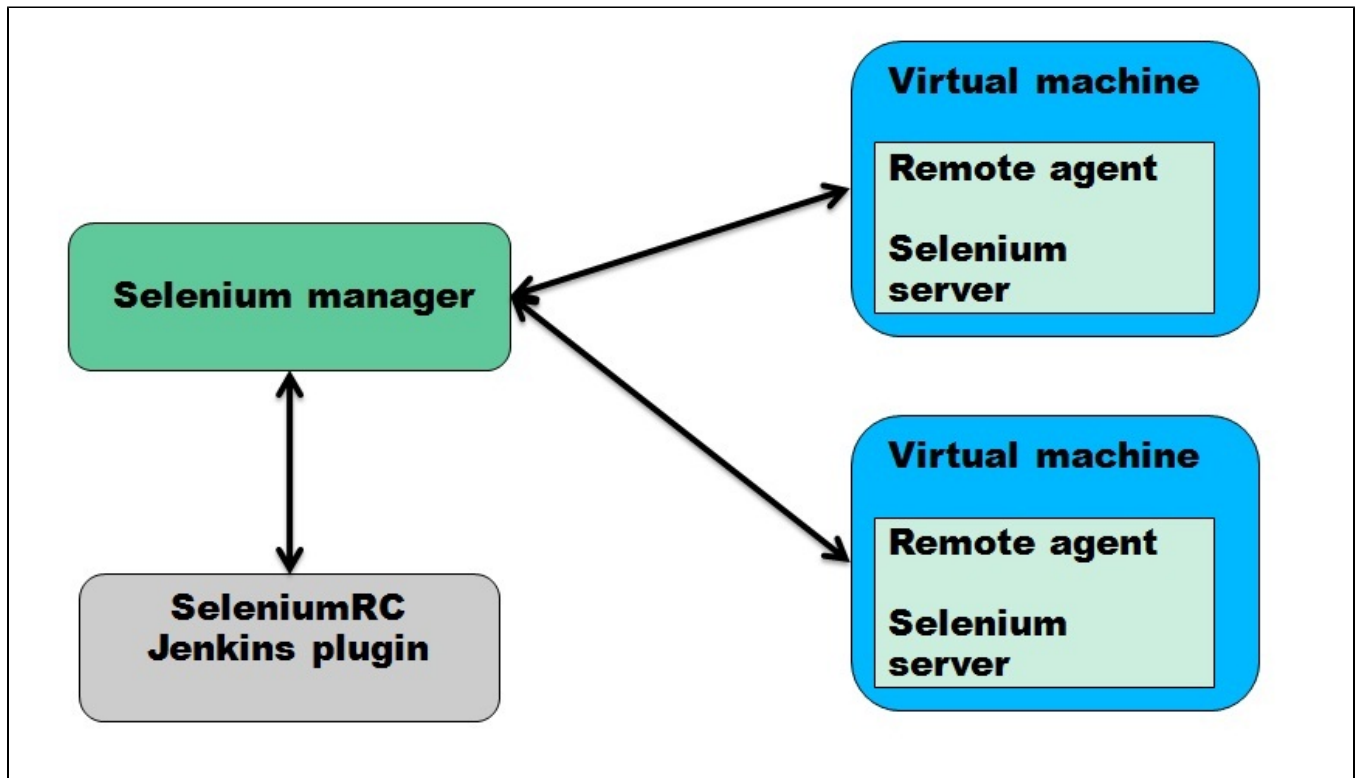 Selenium manager
SeleniumRC
Jenkins plugin
Virtual machine
Remote agent
Selenium
server
Virtual machine
Remote agent
Selenium
server